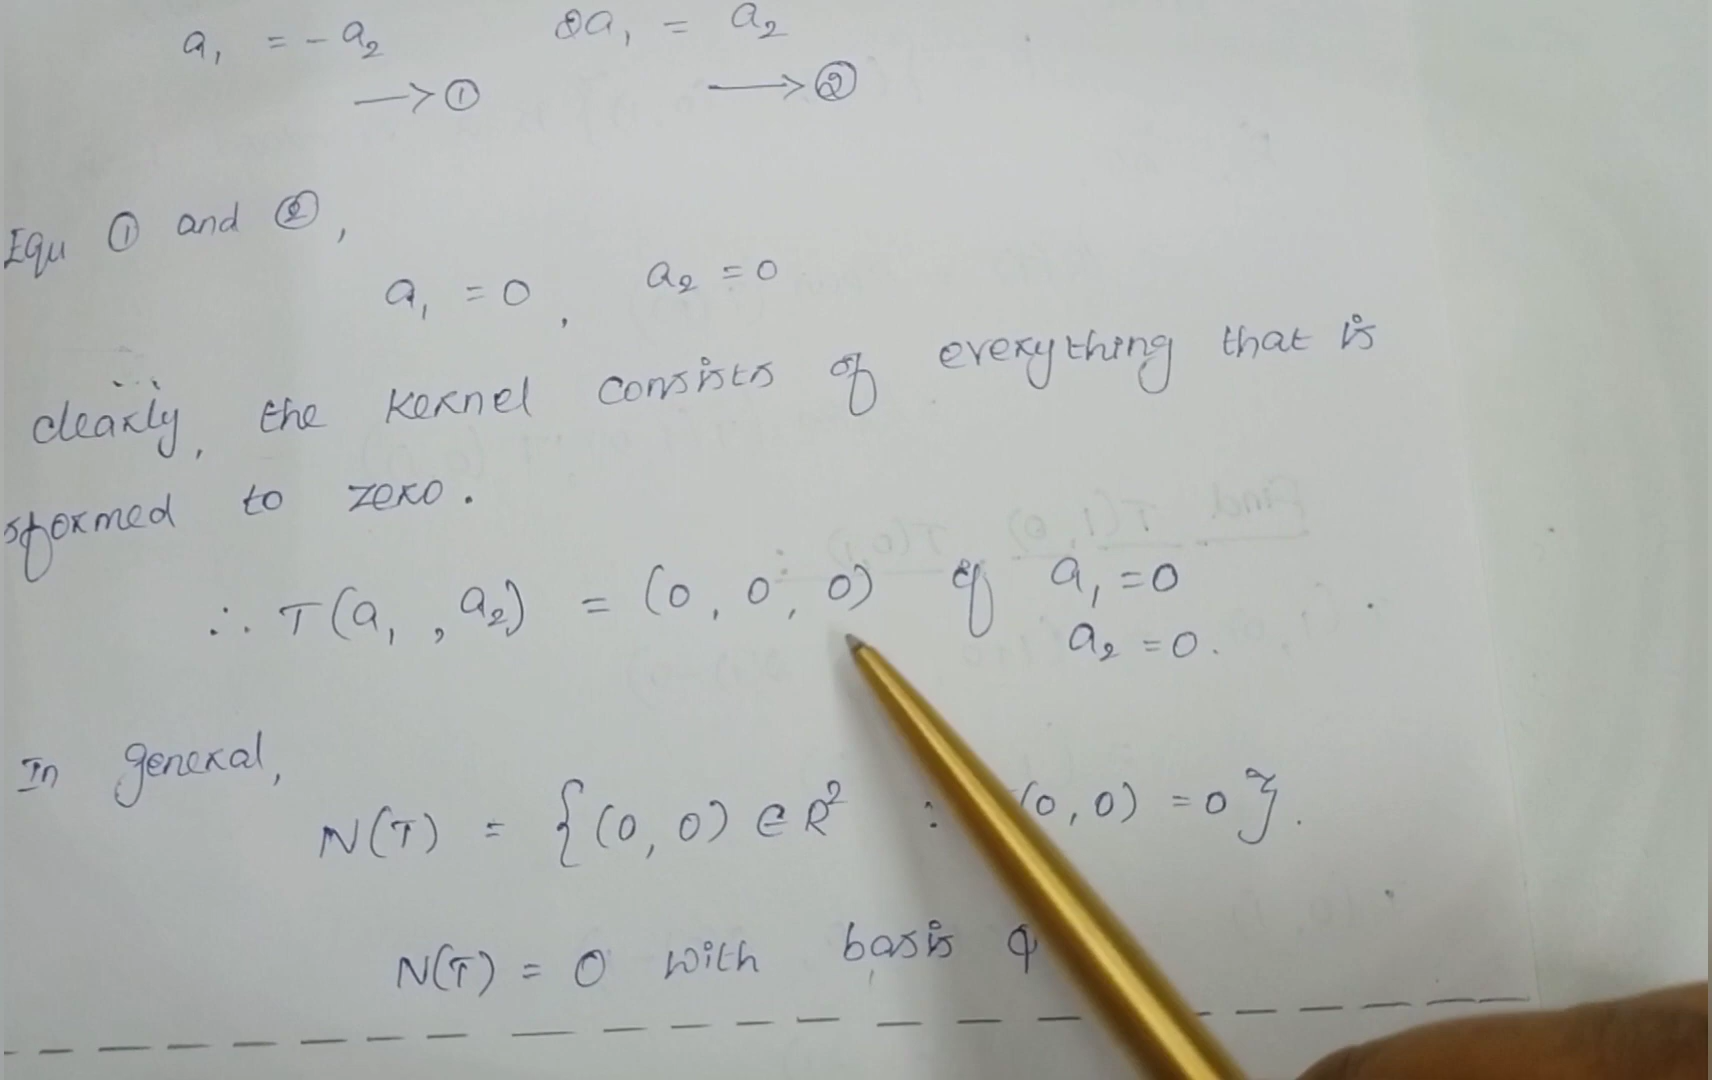 a₁ = - a₂ 2a₁ = a₂
→ ① → ②
Equ ① and ②,
a₁ = 0, a₂ = 0
clearly, the kernel consists of everything that is
sformed to zero.
∴ T(a₁, a₂) = (0, 0, 0) if a₁ = 0
a₂ = 0.
In general,
N(T) = {(0, 0) ∈ R² : (0, 0) = 0}.
N(T) = 0 with basis φ